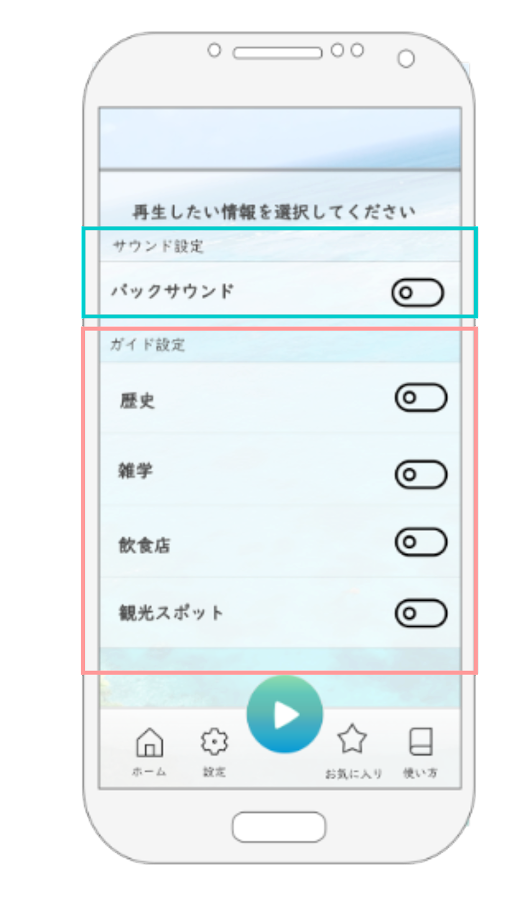 再生したい情報を選択してください
サウンド設定
バックサウンド
ガイド設定
歴史
雑学
飲食店
観光スポット
ホーム
設定
お気に入り
使い方